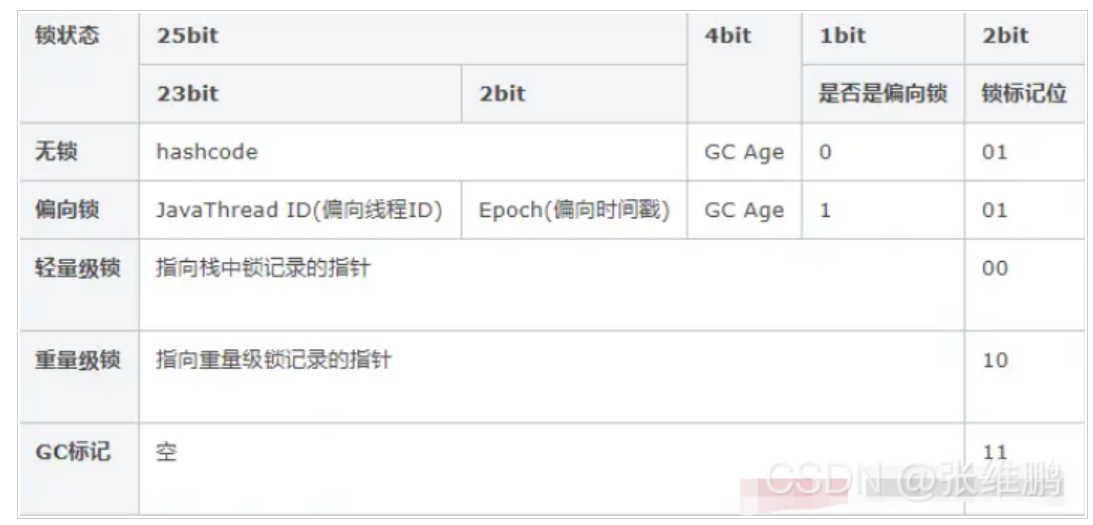 锁状态 25bit 4bit 1bit 2bit
23bit 2bit 是否是偏向锁 锁标记位
无锁 hashcode GC Age 0 01
偏向锁 JavaThread ID(偏向线程ID) Epoch(偏向时间戳) GC Age 1 01
轻量级锁 指向栈中锁记录的指针 00
重量级锁 指向重量级锁记录的指针 10
GC标记 空 11
CSDN @张维鹏